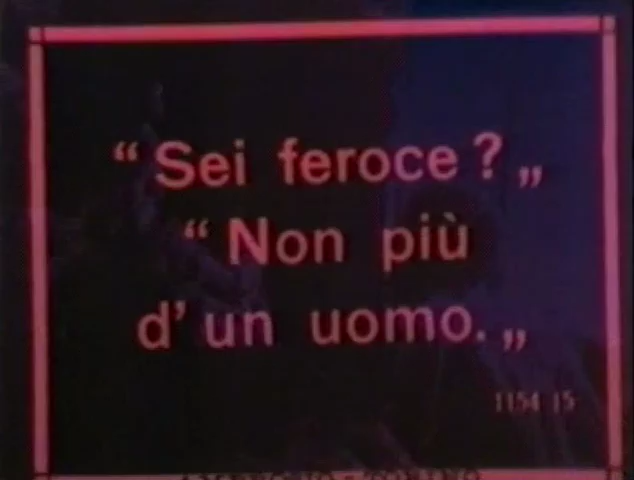 “Sei feroce?„
“Non più
d'un uomo.„
1154 15